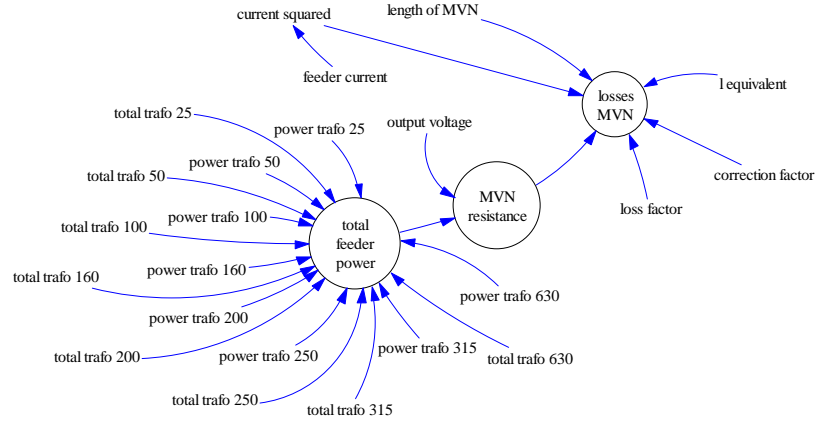 current squared
length of MVN
feeder current
l equivalent
losses
MVN
total trafo 25
output voltage
power trafo 25
power trafo 50
total trafo 50
correction factor
MVN
resistance
loss factor
power trafo 100
total trafo 100
total
feeder
power
power trafo 160
total trafo 160
power trafo 630
power trafo 200
total trafo 200
power trafo 250
power trafo 315
total trafo 630
total trafo 250
total trafo 315